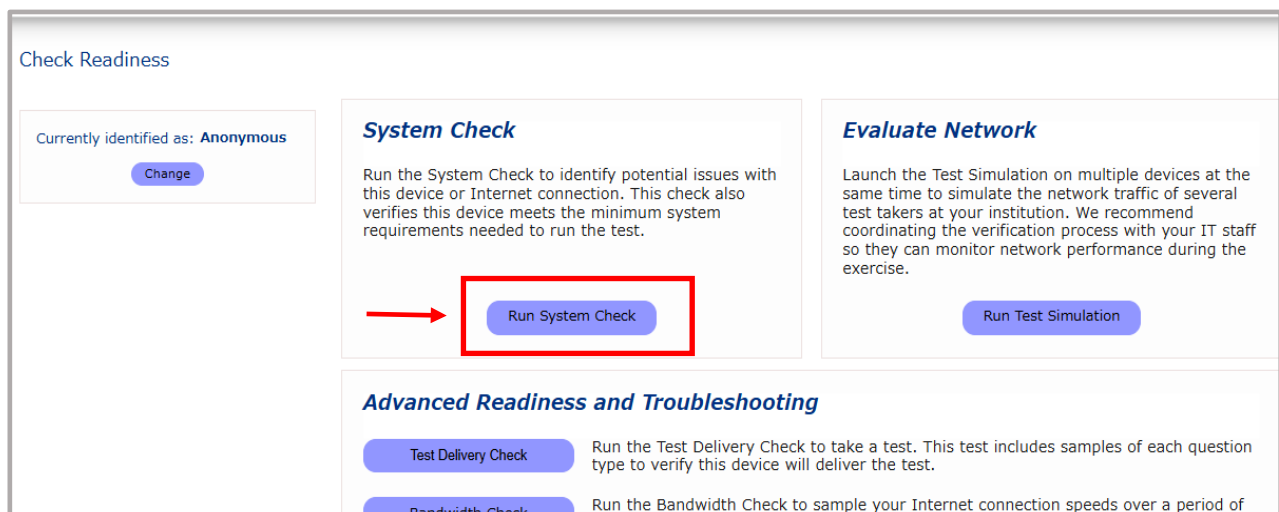 Check Readiness
Currently identified as: Anonymous
Change
System Check
Run the System Check to identify potential issues with
this device or Internet connection. This check also
verifies this device meets the minimum system
requirements needed to run the test.
Run System Check
Evaluate Network
Launch the Test Simulation on multiple devices at the
same time to simulate the network traffic of several
test takers at your institution. We recommend
coordinating the verification process with your IT staff
so they can monitor network performance during the
exercise.
Run Test Simulation
Advanced Readiness and Troubleshooting
Test Delivery Check
Run the Test Delivery Check to take a test. This test includes samples of each question
type to verify this device will deliver the test.
Bandwidth Check
Run the Bandwidth Check to sample your Internet connection speeds over a period of